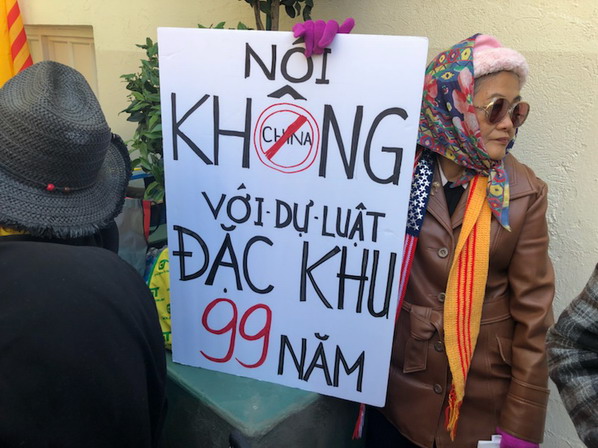 NÓI
KHÔNG
CHINA
VỚI·DỰ·LUẬT
ĐẶC KHU
99 NĂM